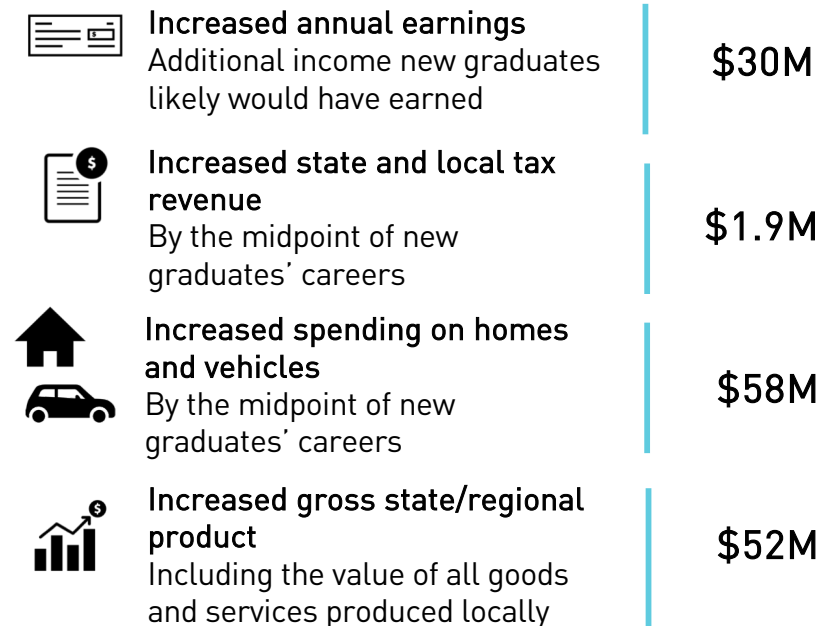 Increased annual earnings
Additional income new graduates
likely would have earned
$30M
$
Increased state and local tax
revenue
By the midpoint of new
graduates’ careers
$1.9M
Increased spending on homes
and vehicles
By the midpoint of new
graduates’ careers
$58M
$
Increased gross state/regional
product
Including the value of all goods
and services produced locally
$52M